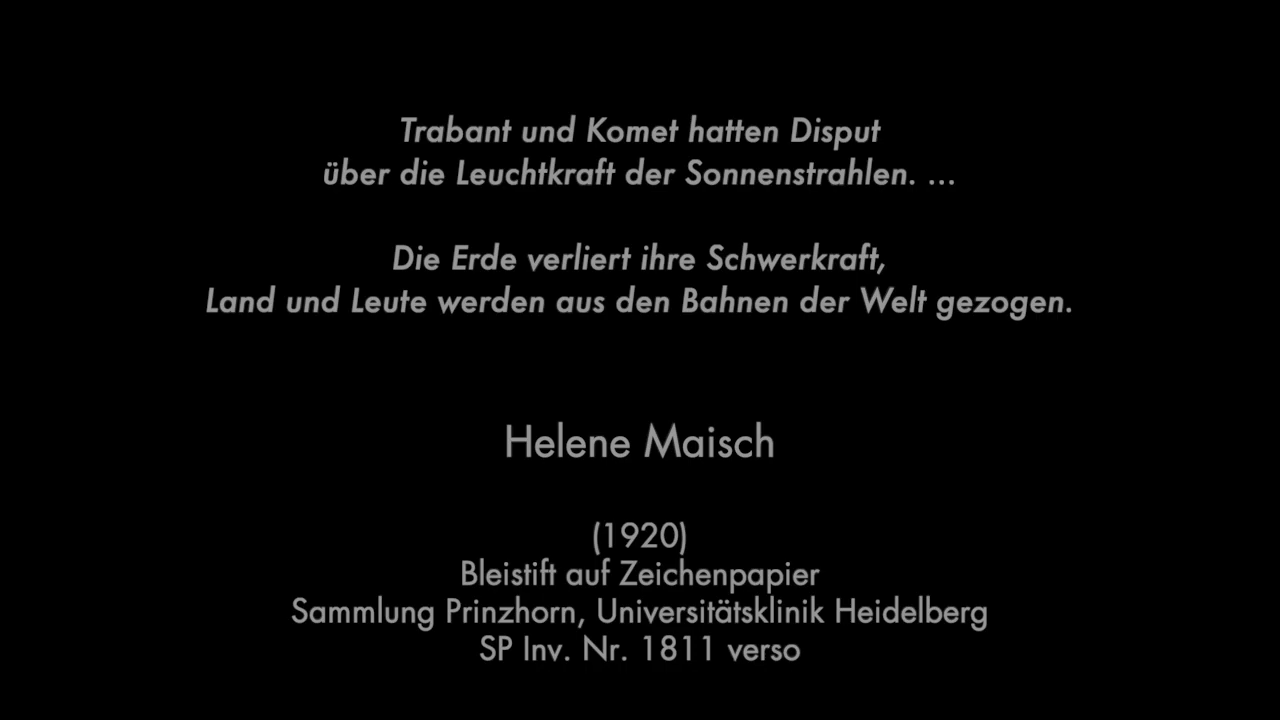 Trabant und Komet hatten Disput
über die Leuchtkraft der Sonnenstrahlen. ...
Die Erde verliert ihre Schwerkraft,
Land und Leute werden aus den Bahnen der Welt gezogen.
Helene Maisch
(1920)
Bleistift auf Zeichenpapier
Sammlung Prinzhorn, Universitätsklinik Heidelberg
SP Inv. Nr. 1811 verso